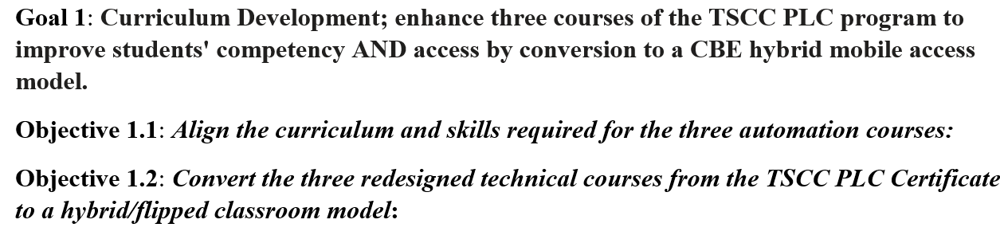 Goal 1: Curriculum Development; enhance three courses of the TSCC PLC program to
improve students' competency AND access by conversion to a CBE hybrid mobile access
model.
Objective 1.1: Align the curriculum and skills required for the three automation courses:
Objective 1.2: Convert the three redesigned technical courses from the TSCC PLC Certificate
to a hybrid/flipped classroom model: